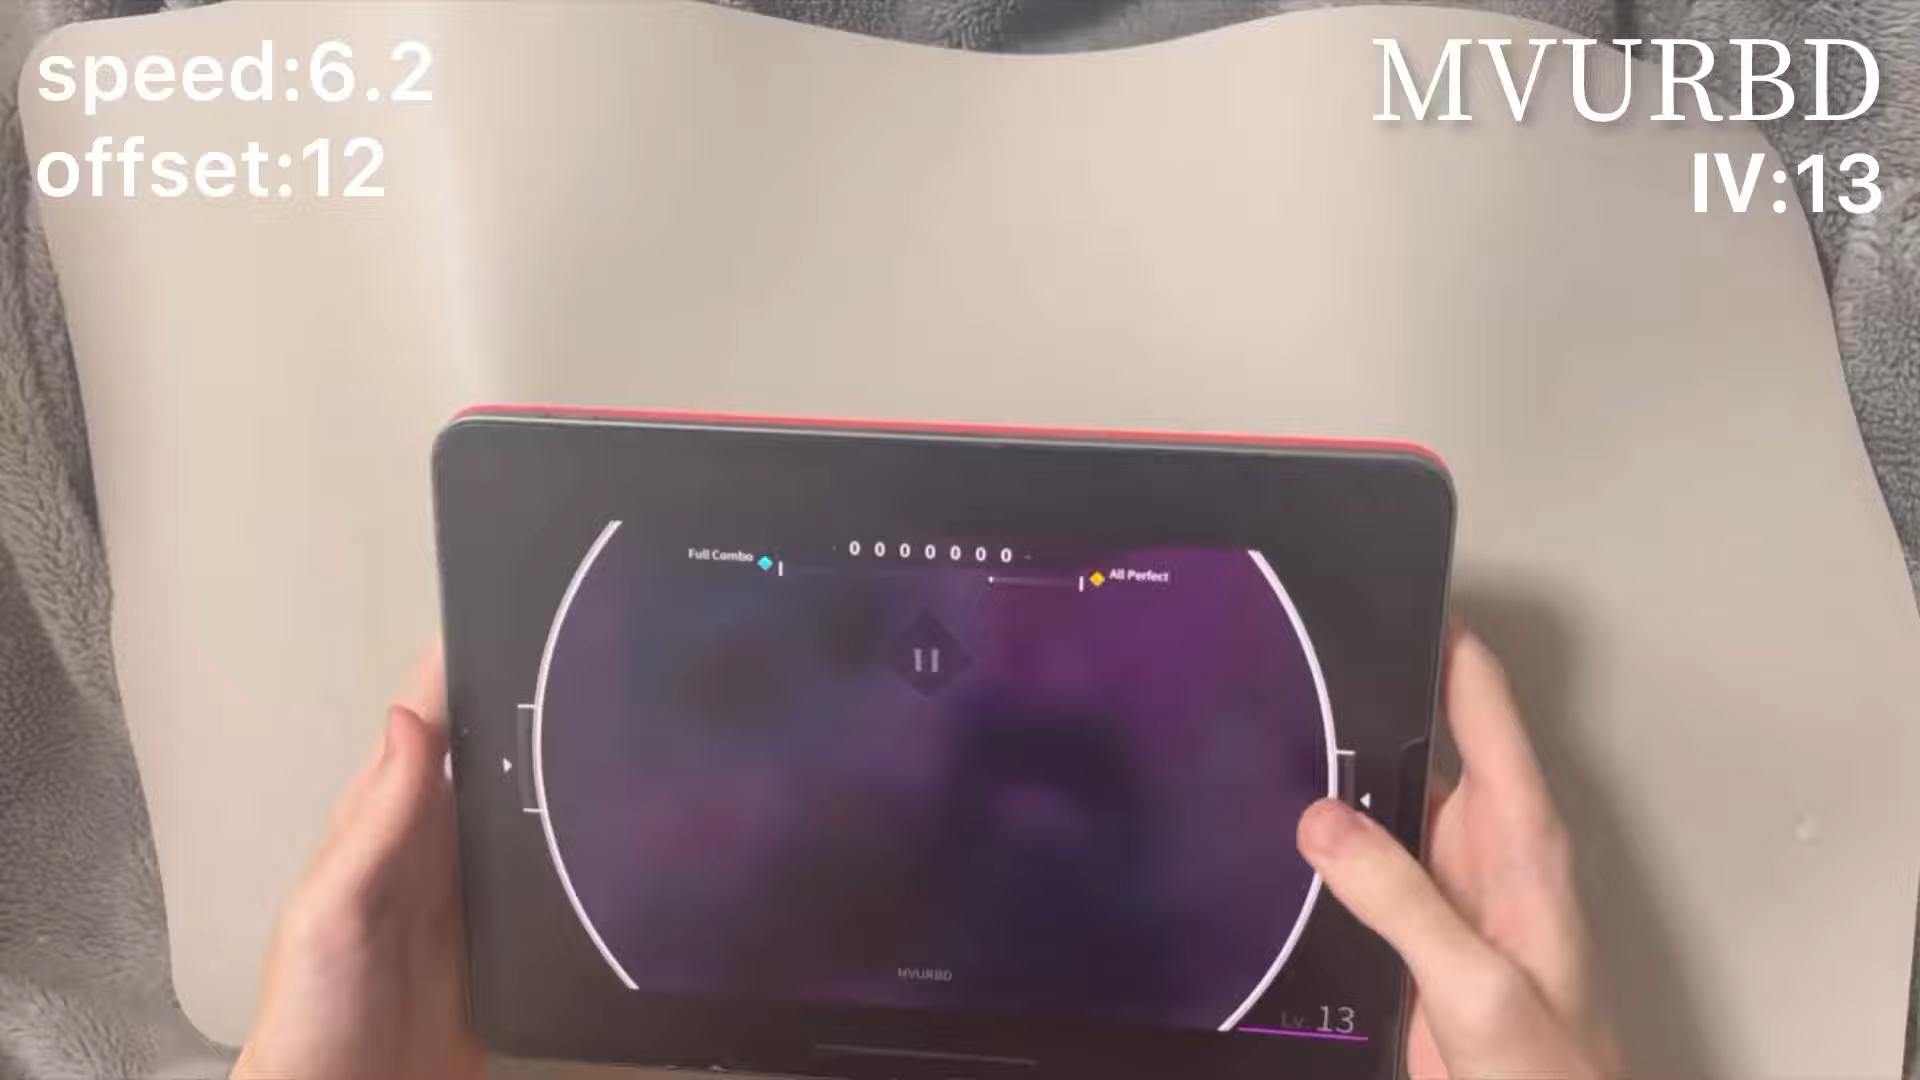 speed:6.2
offset:12
MVURBD
IV:13
Full Combo
0000000
All Perfect
MVURBD
Lv. 13